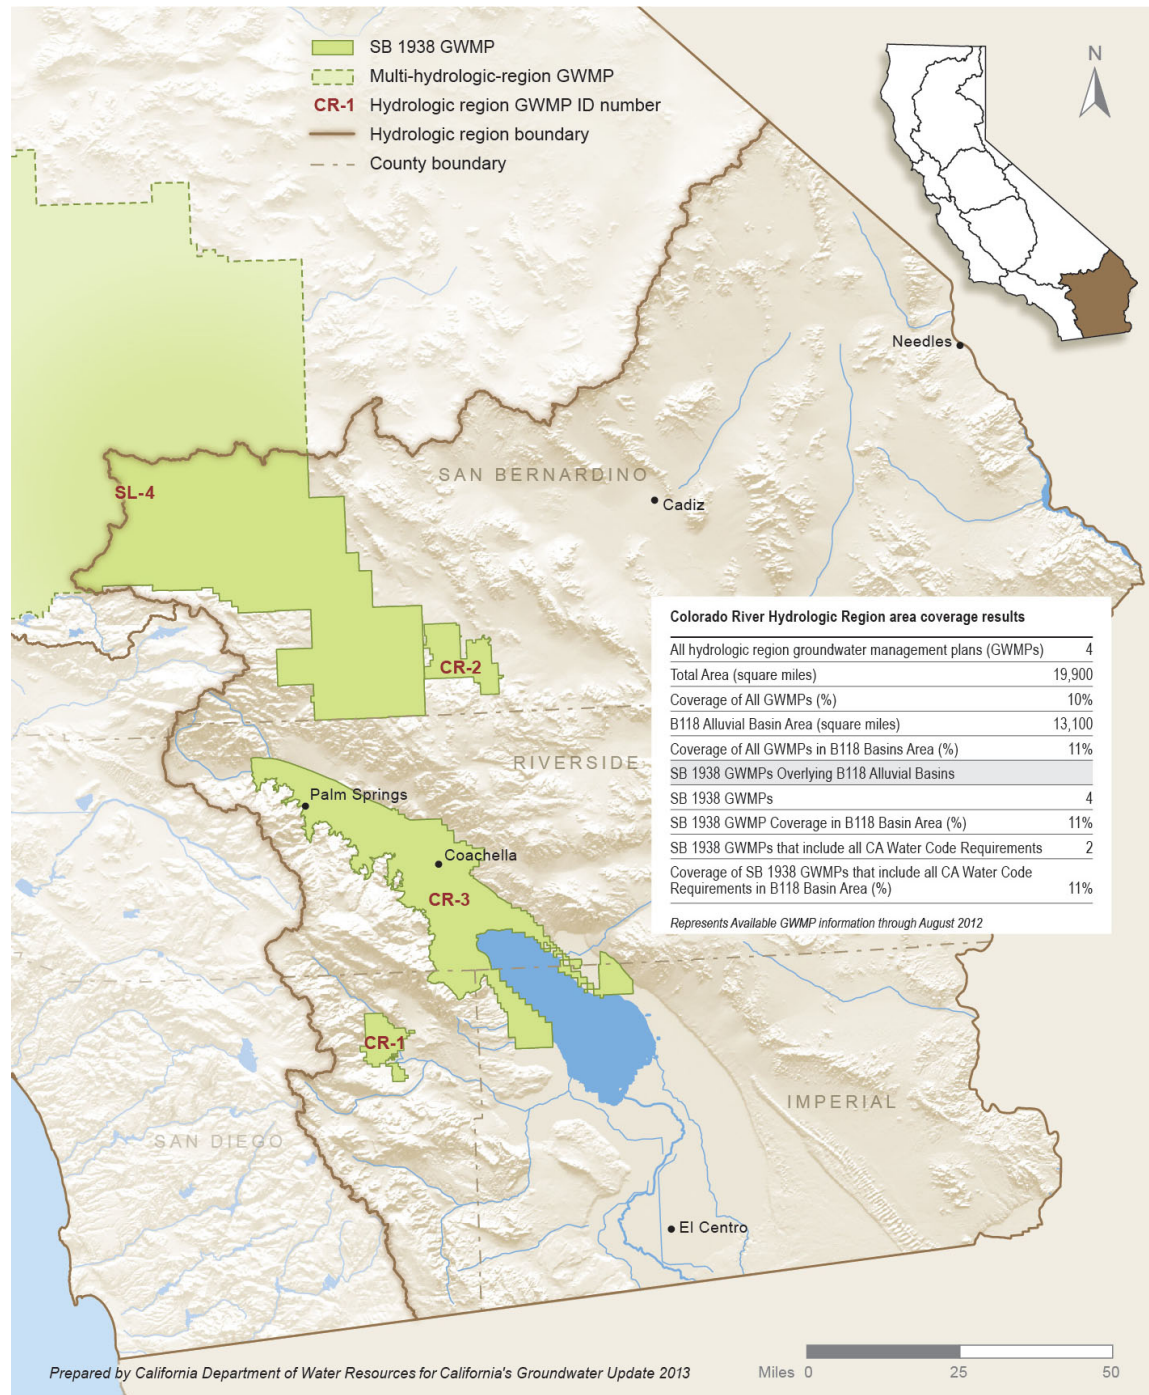 SB 1938 GWMP
Multi-hydrologic-region GWMP
CR-1 Hydrologic region GWMP ID number
Hydrologic region boundary
County boundary
N
Needles
SAN BERNARDINO
SL-4
Cadiz
CR-2
RIVERSIDE
Palm Springs
Coachella
CR-3
CR-1
IMPERIAL
SAN DIEGO
El Centro
Colorado River Hydrologic Region area coverage results
All hydrologic region groundwater management plans (GWMPs) 4
Total Area (square miles) 19,900
Coverage of All GWMPs (%) 10%
B118 Alluvial Basin Area (square miles) 13,100
Coverage of All GWMPs in B118 Basins Area (%) 11%
SB 1938 GWMPs Overlying B118 Alluvial Basins
SB 1938 GWMPs 4
SB 1938 GWMP Coverage in B118 Basin Area (%) 11%
SB 1938 GWMPs that include all CA Water Code Requirements 2
Coverage of SB 1938 GWMPs that include all CA Water Code
Requirements in B118 Basin Area (%) 11%
Represents Available GWMP information through August 2012
Prepared by California Department of Water Resources for California's Groundwater Update 2013
Miles 0 25 50